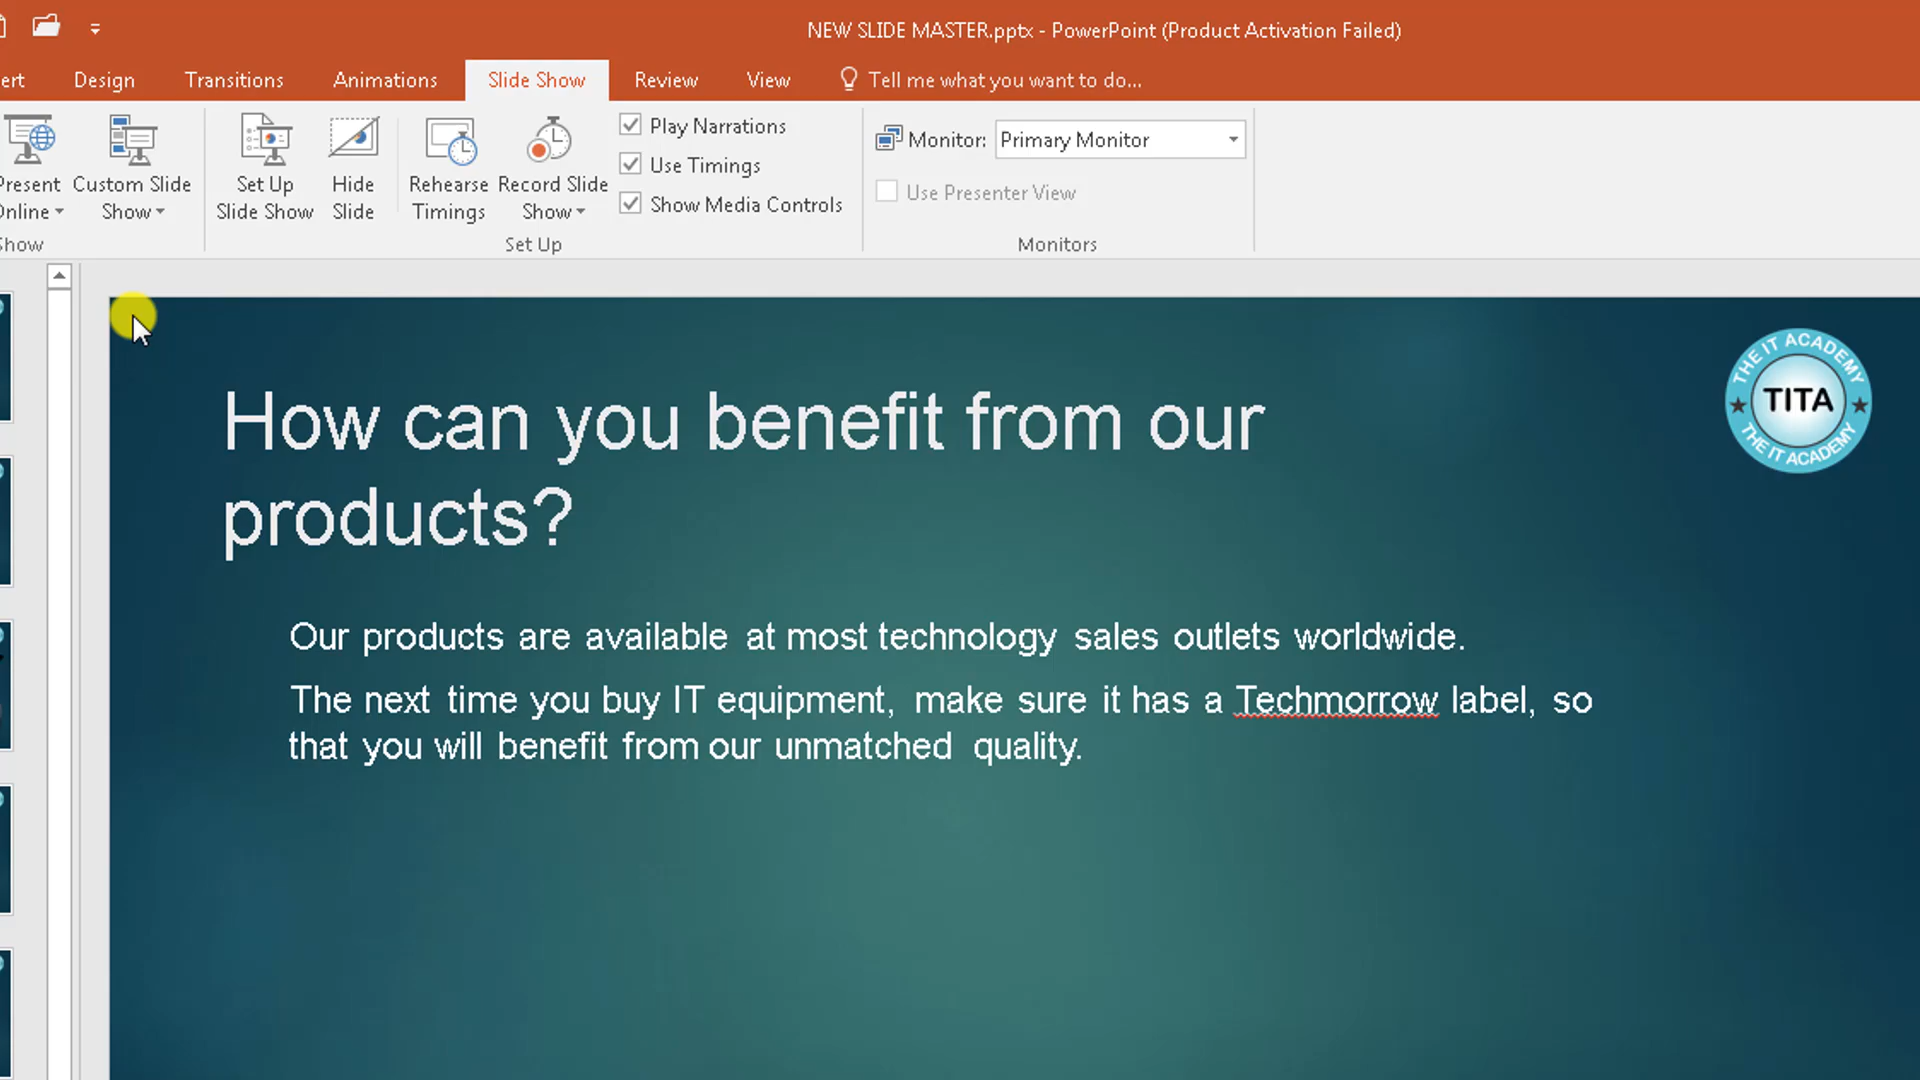 NEW SLIDE MASTER.pptx - PowerPoint (Product Activation Failed)
ert Design Transitions Animations Slide Show Review View Tell me what you want to do...
Present Online
Custom Slide Show
Set Up Slide Show
Hide Slide
Rehearse Timings
Record Slide Show
Play Narrations
Use Timings
Show Media Controls
Monitor: Primary Monitor
Use Presenter View
Show Set Up Monitors
THE IT ACADEMY
TITA
THE IT ACADEMY
How can you benefit from our
products?
Our products are available at most technology sales outlets worldwide.
The next time you buy IT equipment, make sure it has a Techmorrow label, so
that you will benefit from our unmatched quality.